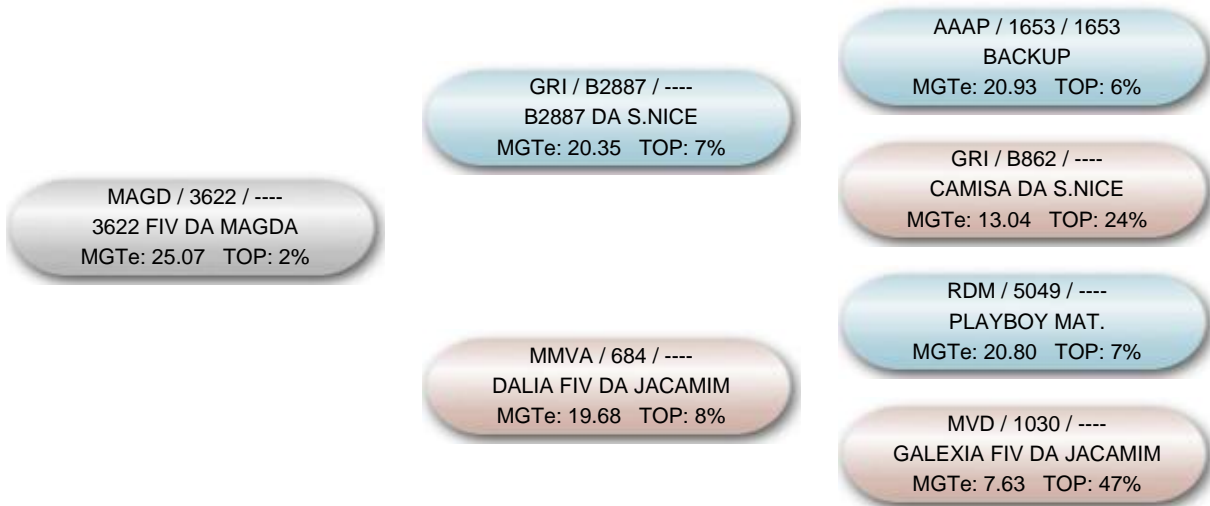 AAAP / 1653 / 1653
BACKUP
MGTe: 20.93 TOP: 6%
GRI / B2887 / ----
B2887 DA S.NICE
MGTe: 20.35 TOP: 7%
GRI / B862 / ----
CAMISA DA S.NICE
MGTe: 13.04 TOP: 24%
MAGD / 3622 / ----
3622 FIV DA MAGDA
MGTe: 25.07 TOP: 2%
RDM / 5049 / ----
PLAYBOY MAT.
MGTe: 20.80 TOP: 7%
MMVA / 684 / ----
DALIA FIV DA JACAMIM
MGTe: 19.68 TOP: 8%
MVD / 1030 / ----
GALEXIA FIV DA JACAMIM
MGTe: 7.63 TOP: 47%